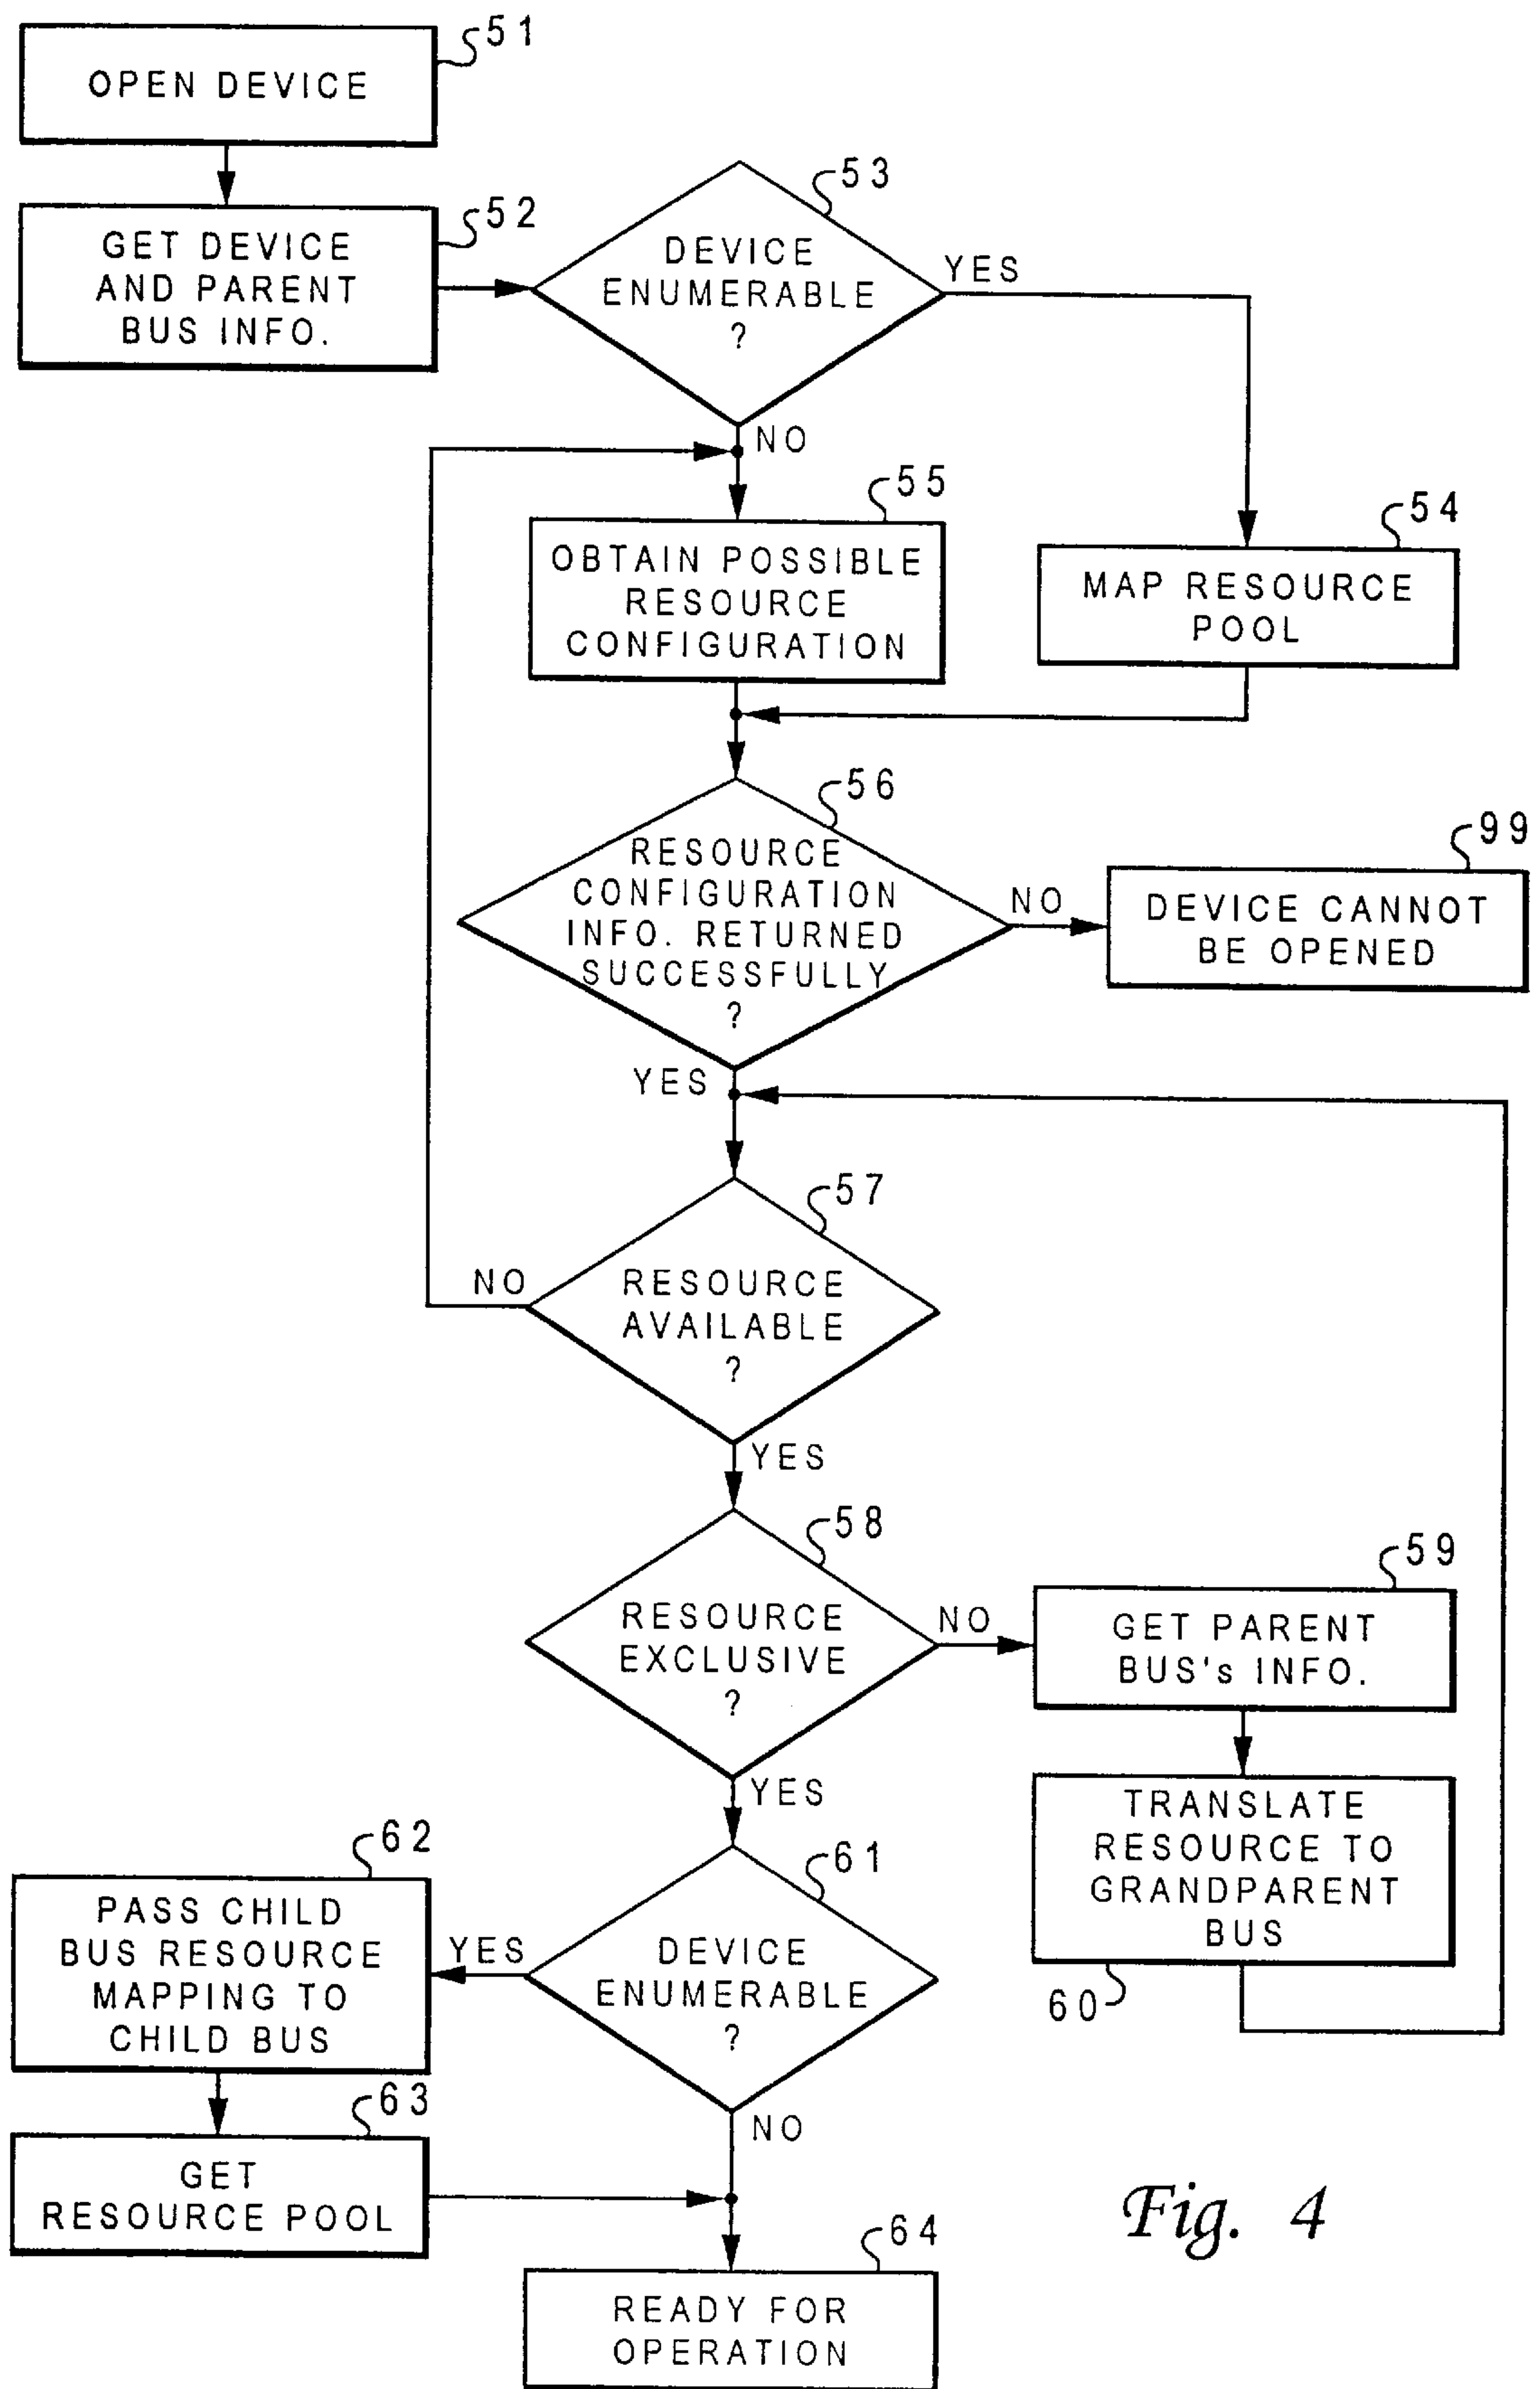 51
OPEN DEVICE
52
GET DEVICE
AND PARENT
BUS INFO.
53
DEVICE
ENUMERABLE
?
YES
NO
54
MAP RESOURCE
POOL
55
OBTAIN POSSIBLE
RESOURCE
CONFIGURATION
56
RESOURCE
CONFIGURATION
INFO. RETURNED
SUCCESSFULLY
?
NO
99
DEVICE CANNOT
BE OPENED
YES
57
RESOURCE
AVAILABLE
?
NO
YES
58
RESOURCE
EXCLUSIVE
?
NO
59
GET PARENT
BUS's INFO.
TRANSLATE
RESOURCE TO
GRANDPARENT
BUS
60
YES
61
DEVICE
ENUMERABLE
?
YES
62
PASS CHILD
BUS RESOURCE
MAPPING TO
CHILD BUS
63
GET
RESOURCE POOL
NO
64
READY FOR
OPERATION
Fig. 4